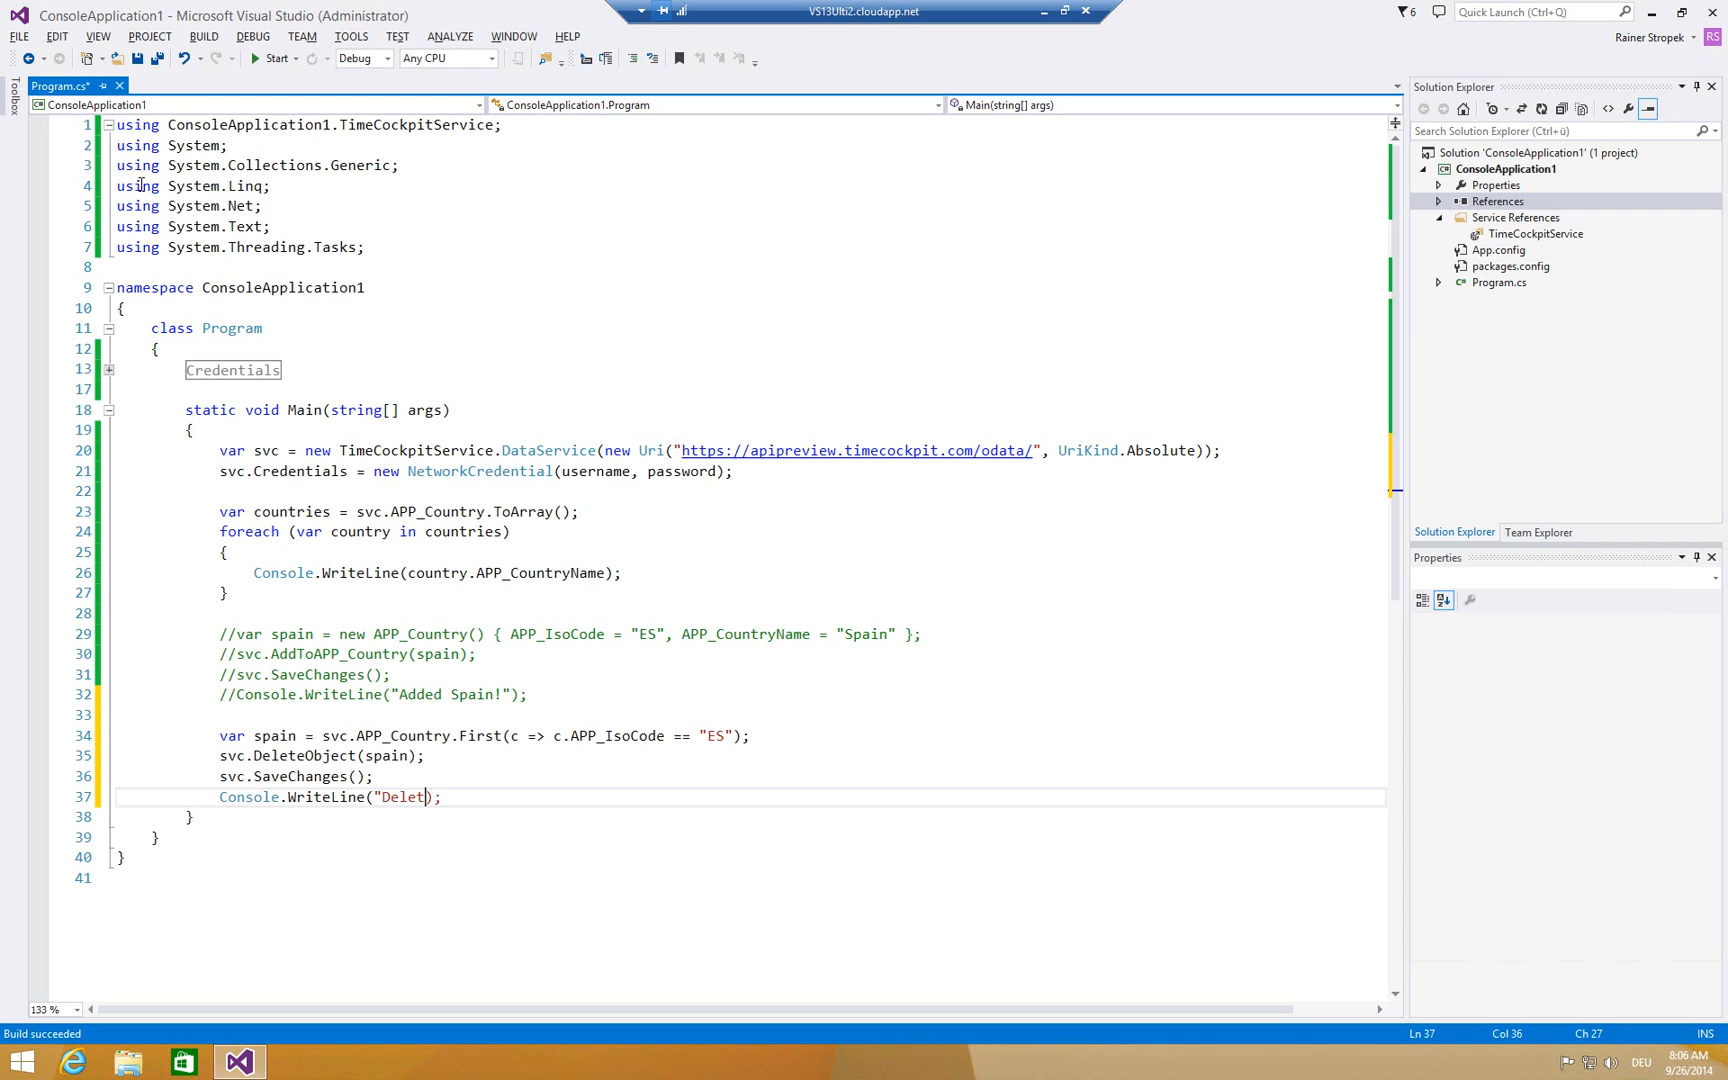 ConsoleApplication1 - Microsoft Visual Studio (Administrator)
VS13Ulti2.cloudapp.net
6
Quick Launch (Ctrl+Q)
FILE EDIT VIEW PROJECT BUILD DEBUG TEAM TOOLS TEST ANALYZE WINDOW HELP
Rainer Stropek
RS
Start
Debug
Any CPU
Toolbox
Program.cs*
ConsoleApplication1
ConsoleApplication1.Program
Main(string[] args)
1 using ConsoleApplication1.TimeCockpitService;
2 using System;
3 using System.Collections.Generic;
4 using System.Linq;
5 using System.Net;
6 using System.Text;
7 using System.Threading.Tasks;
8
9 namespace ConsoleApplication1
10 {
11 class Program
12 {
13 Credentials
17
18 static void Main(string[] args)
19 {
20 var svc = new TimeCockpitService.DataService(new Uri("https://apipreview.timecockpit.com/odata/", UriKind.Absolute));
21 svc.Credentials = new NetworkCredential(username, password);
22
23 var countries = svc.APP_Country.ToArray();
24 foreach (var country in countries)
25 {
26 Console.WriteLine(country.APP_CountryName);
27 }
28
29 //var spain = new APP_Country() { APP_IsoCode = "ES", APP_CountryName = "Spain" };
30 //svc.AddToAPP_Country(spain);
31 //svc.SaveChanges();
32 //Console.WriteLine("Added Spain!");
33
34 var spain = svc.APP_Country.First(c => c.APP_IsoCode == "ES");
35 svc.DeleteObject(spain);
36 svc.SaveChanges();
37 Console.WriteLine("Delet);
38 }
39 }
40 }
41
133 %
Solution Explorer
Search Solution Explorer (Ctrl+ü)
Solution 'ConsoleApplication1' (1 project)
ConsoleApplication1
Properties
References
Service References
TimeCockpitService
App.config
packages.config
Program.cs
Solution Explorer Team Explorer
Properties
Build succeeded
Ln 37
Col 36
Ch 27
INS
DEU
8:06 AM
9/26/2014